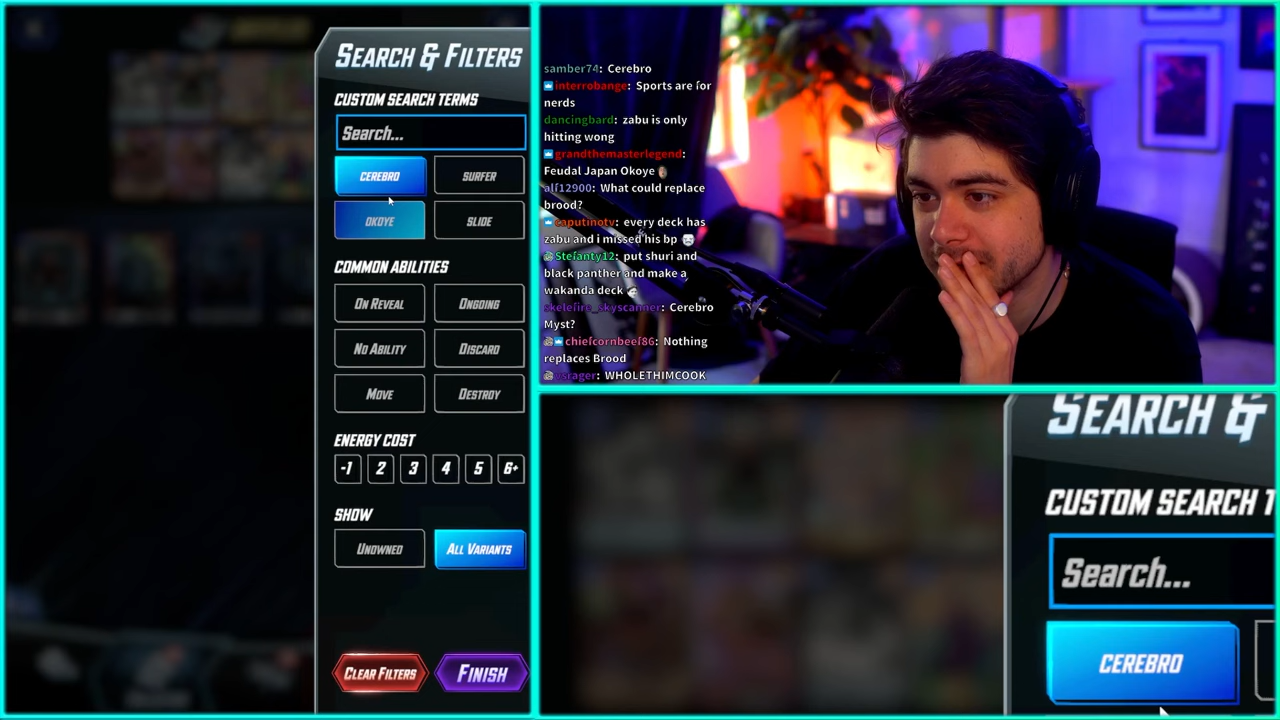 SEARCH & FILTERS
CUSTOM SEARCH TERMS
Search...
CEREBRO
SURFER
OKOYE
SLIDE
COMMON ABILITIES
ON REVEAL
ONGOING
NO ABILITY
DISCARD
MOVE
DESTROY
ENERGY COST
-1
2
3
4
5
6+
SHOW
UNOWNED
ALL VARIANTS
CLEAR FILTERS
FINISH
samber74: Cerebro
interrobange: Sports are for
nerds
dancingbard: zabu is only
hitting wong
grandthemasterlegend:
Feudal Japan Okoye
alf12900: What could replace
brood?
caputinotv: every deck has
zabu and i missed his bp
Stefanty12: put shuri and
black panther and make a
wakanda deck
skelefire_skyscanner: Cerebro
Myst?
chiefcornbeef86: Nothing
replaces Brood
WHOLETHIMCOOK
SEARCH &
CUSTOM SEARCH T
Search...
CEREBRO